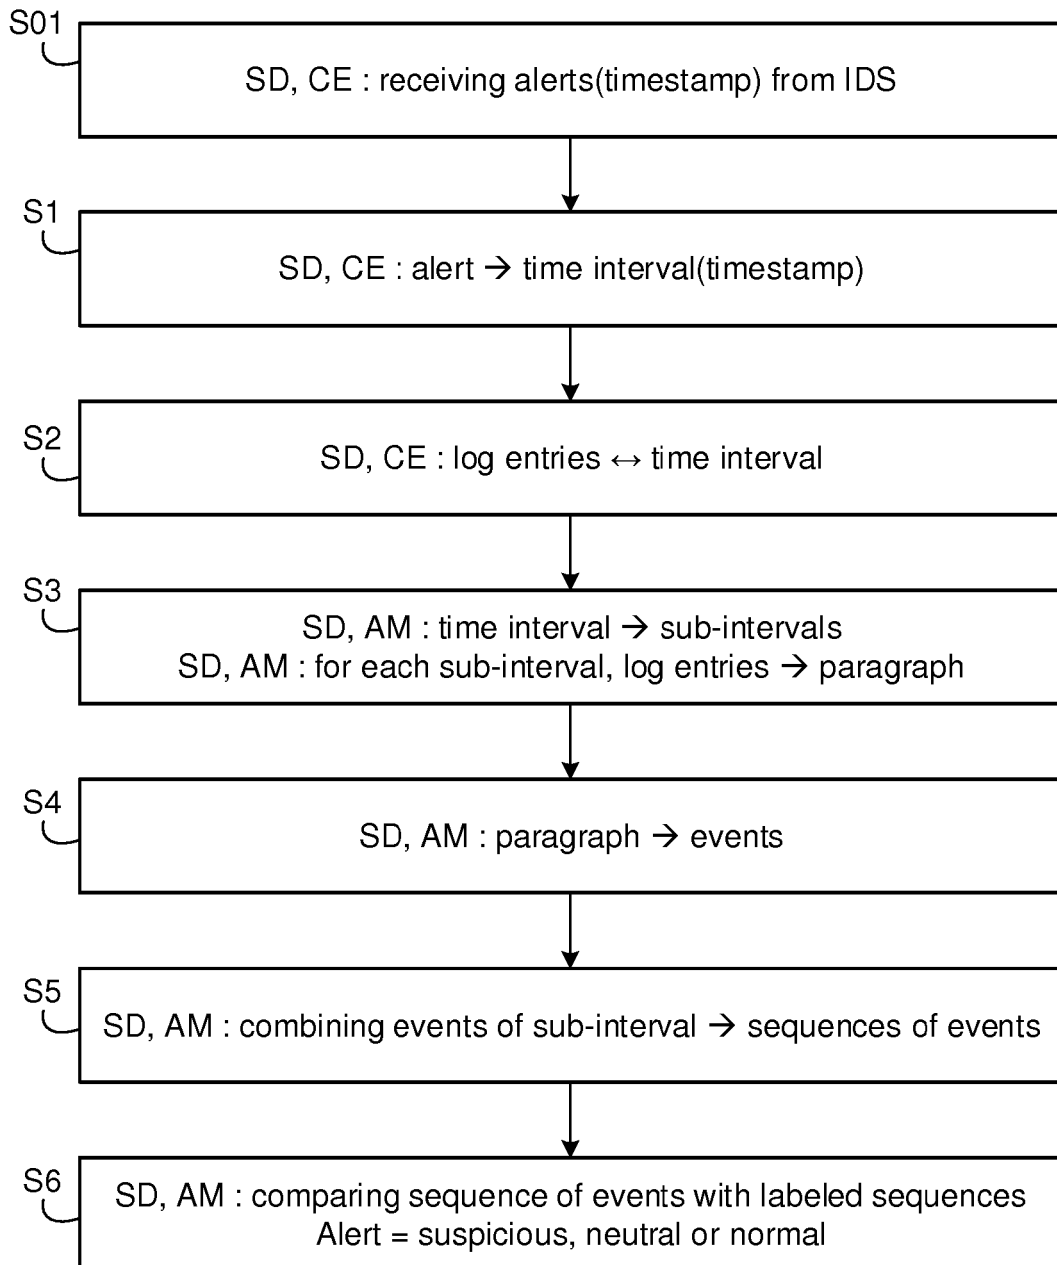 S01
SD, CE : receiving alerts(timestamp) from IDS
S1
SD, CE : alert → time interval(timestamp)
S2
SD, CE : log entries ↔ time interval
S3
SD, AM : time interval → sub-intervals
SD, AM : for each sub-interval, log entries → paragraph
S4
SD, AM : paragraph → events
S5
SD, AM : combining events of sub-interval → sequences of events
S6
SD, AM : comparing sequence of events with labeled sequences
Alert = suspicious, neutral or normal